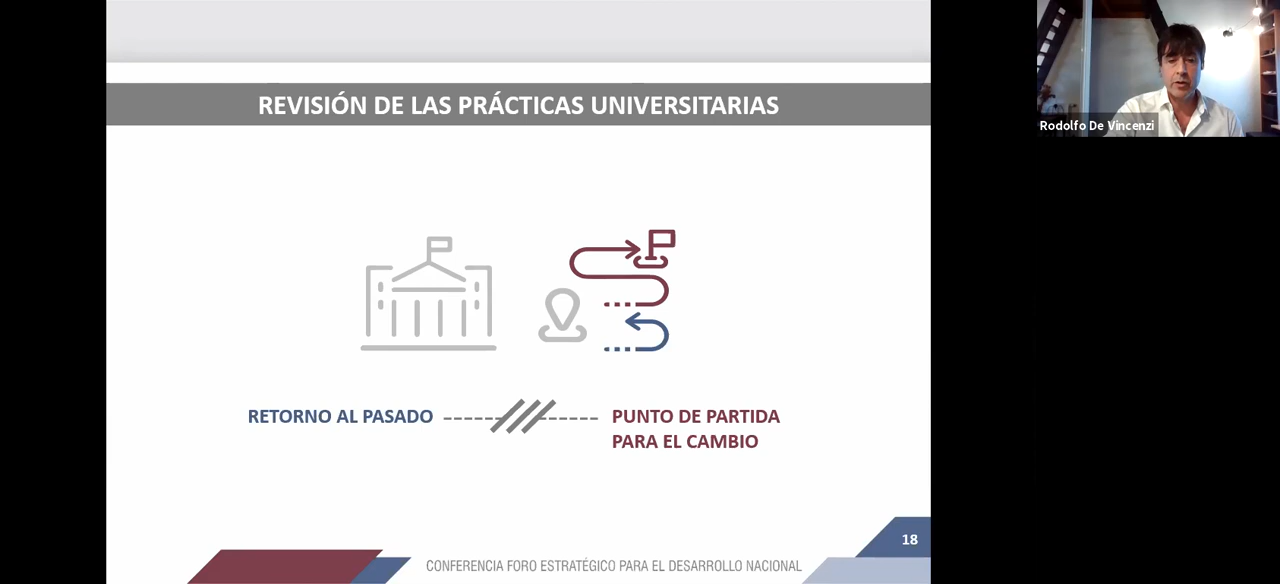 REVISIÓN DE LAS PRÁCTICAS UNIVERSITARIAS
Rodolfo De Vincenzi
RETORNO AL PASADO
PUNTO DE PARTIDA
PARA EL CAMBIO
18
CONFERENCIA FORO ESTRATÉGICO PARA EL DESARROLLO NACIONAL